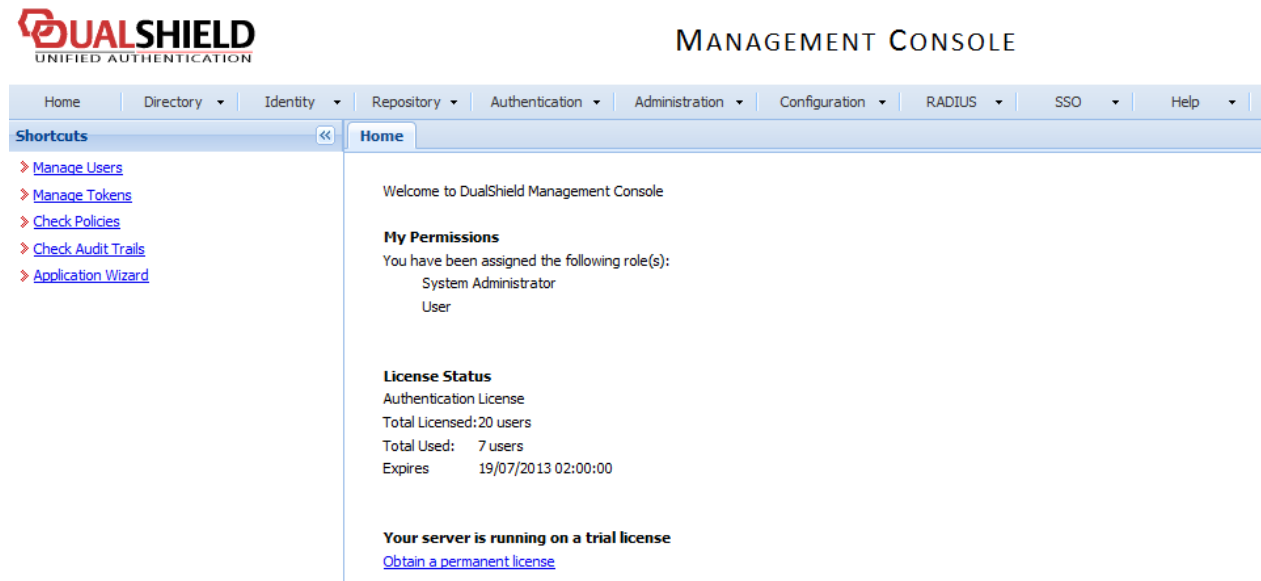 DUALSHIELD
UNIFIED AUTHENTICATION
MANAGEMENT CONSOLE
Home Directory Identity Repository Authentication Administration Configuration RADIUS SSO Help
Shortcuts
Manage Users
Manage Tokens
Check Policies
Check Audit Trails
Application Wizard
Home
Welcome to DualShield Management Console
My Permissions
You have been assigned the following role(s):
System Administrator
User
License Status
Authentication License
Total Licensed: 20 users
Total Used: 7 users
Expires 19/07/2013 02:00:00
Your server is running on a trial license
Obtain a permanent license